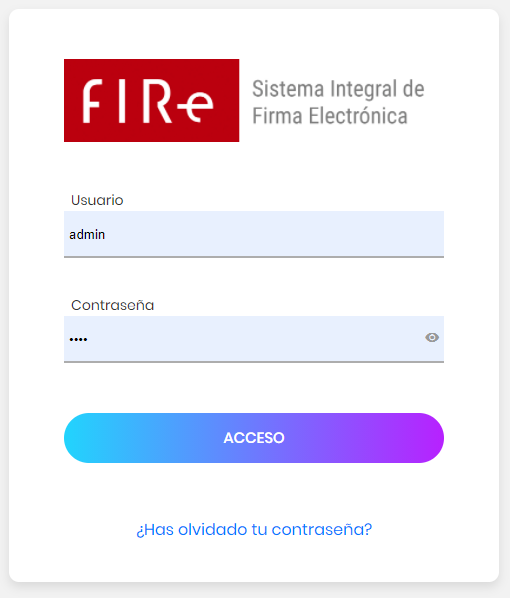 FIRe
Sistema Integral de
Firma Electrónica
Usuario
admin
Contraseña
••••
ACCESO
¿Has olvidado tu contraseña?